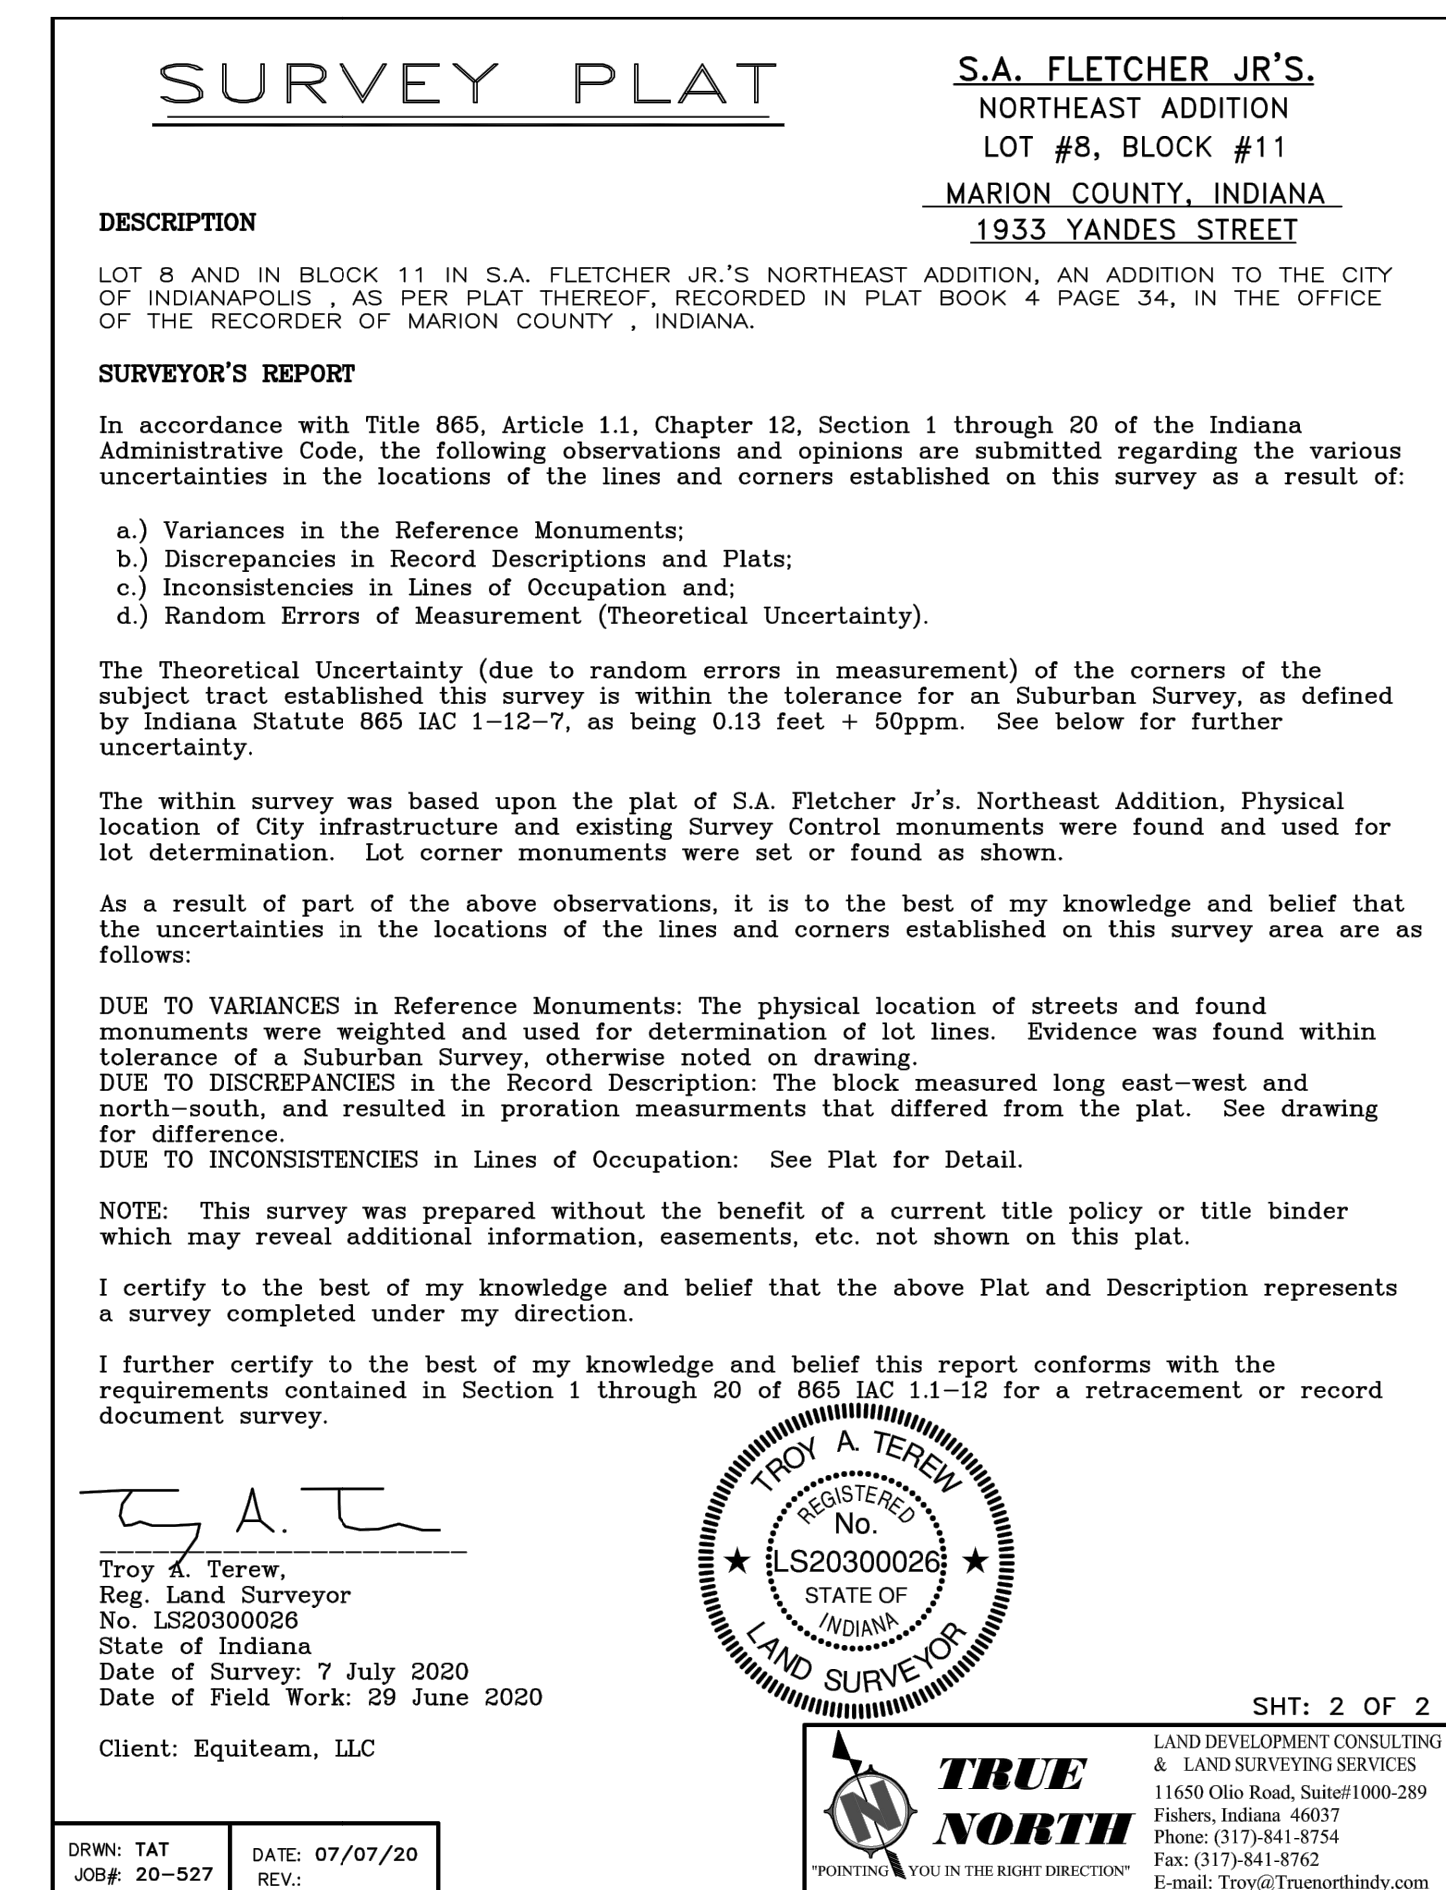 SURVEY PLAT
S.A. FLETCHER JR'S.
NORTHEAST ADDITION
LOT #8, BLOCK #11
MARION COUNTY, INDIANA
1933 YANDES STREET
DESCRIPTION
LOT 8 AND IN BLOCK 11 IN S.A. FLETCHER JR.'S NORTHEAST ADDITION, AN ADDITION TO THE CITY
OF INDIANAPOLIS , AS PER PLAT THEREOF, RECORDED IN PLAT BOOK 4 PAGE 34, IN THE OFFICE
OF THE RECORDER OF MARION COUNTY , INDIANA.
SURVEYOR'S REPORT
In accordance with Title 865, Article 1.1, Chapter 12, Section 1 through 20 of the Indiana
Administrative Code, the following observations and opinions are submitted regarding the various
uncertainties in the locations of the lines and corners established on this survey as a result of:
a.) Variances in the Reference Monuments;
b.) Discrepancies in Record Descriptions and Plats;
c.) Inconsistencies in Lines of Occupation and;
d.) Random Errors of Measurement (Theoretical Uncertainty).
The Theoretical Uncertainty (due to random errors in measurement) of the corners of the
subject tract established this survey is within the tolerance for an Suburban Survey, as defined
by Indiana Statute 865 IAC 1-12-7, as being 0.13 feet + 50ppm. See below for further
uncertainty.
The within survey was based upon the plat of S.A. Fletcher Jr's. Northeast Addition, Physical
location of City infrastructure and existing Survey Control monuments were found and used for
lot determination. Lot corner monuments were set or found as shown.
As a result of part of the above observations, it is to the best of my knowledge and belief that
the uncertainties in the locations of the lines and corners established on this survey area are as
follows:
DUE TO VARIANCES in Reference Monuments: The physical location of streets and found
monuments were weighted and used for determination of lot lines. Evidence was found within
tolerance of a Suburban Survey, otherwise noted on drawing.
DUE TO DISCREPANCIES in the Record Description: The block measured long east-west and
north-south, and resulted in proration measurments that differed from the plat. See drawing
for difference.
DUE TO INCONSISTENCIES in Lines of Occupation: See Plat for Detail.
NOTE: This survey was prepared without the benefit of a current title policy or title binder
which may reveal additional information, easements, etc. not shown on this plat.
I certify to the best of my knowledge and belief that the above Plat and Description represents
a survey completed under my direction.
I further certify to the best of my knowledge and belief this report conforms with the
requirements contained in Section 1 through 20 of 865 IAC 1.1-12 for a retracement or record
document survey.
Troy A. Terew,
Reg. Land Surveyor
No. LS20300026
State of Indiana
Date of Survey: 7 July 2020
Date of Field Work: 29 June 2020
Client: Equiteam, LLC
TROY A. TEREW
REGISTERED
No.
LS20300026
STATE OF
INDIANA
LAND SURVEYOR
SHT: 2 OF 2
N
TRUE
NORTH
"POINTING YOU IN THE RIGHT DIRECTION"
LAND DEVELOPMENT CONSULTING
& LAND SURVEYING SERVICES
11650 Olio Road, Suite#1000-289
Fishers, Indiana 46037
Phone: (317)-841-8754
Fax: (317)-841-8762
E-mail: Troy@Truenorthindy.com
DRWN: TAT
JOB#: 20-527
DATE: 07/07/20
REV.: